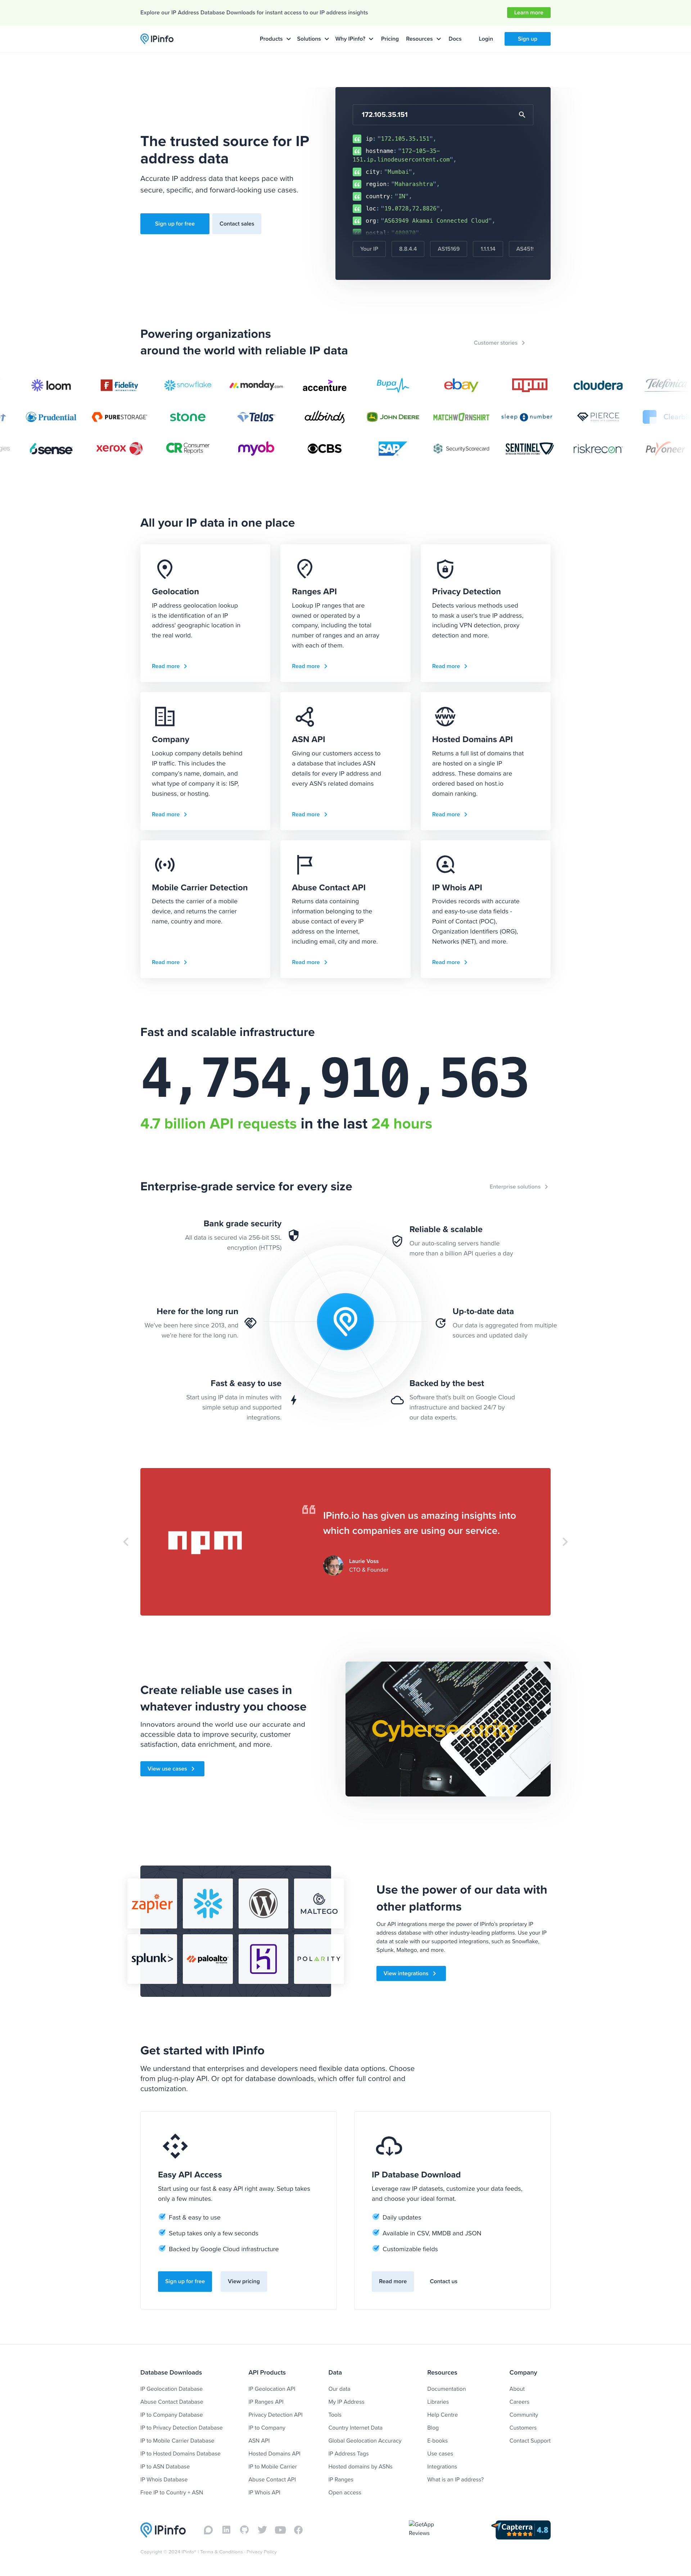 Explore our IP Address Database Downloads for instant access to our IP address insights
Learn more
IPinfo
Products
Solutions
Why IPinfo?
Pricing
Resources
Docs
Login
Sign up
The trusted source for IP
address data
Accurate IP address data that keeps pace with
secure, specific, and forward-looking use cases.
Sign up for free
Contact sales
172.105.35.151
ip: "172.105.35.151",
hostname: "172-105-35-
151.ip.linodeusercontent.com",
city: "Mumbai",
region: "Maharashtra",
country: "IN",
loc: "19.0728,72.8826",
org: "AS63949 Akamai Connected Cloud",
Your IP
8.8.4.4
AS15169
1.1.1.14
AS4511
Powering organizations
around the world with reliable IP data
Customer stories
loom
Fidelity
snowflake
monday.com
accenture
Bupa
ebay
npm
cloudera
Telefónica
Prudential
PURESTORAGE
stone
Telos
allbirds
JOHN DEERE
MATCHWORNSHIRT
sleep number
PIERCE
Clear
6sense
xerox
CR Consumer
Reports
myob
CBS
SAP
SecurityScorecard
SENTINEL
riskrecon
Payoneer
All your IP data in one place
Geolocation
IP address geolocation lookup
is the identification of an IP
address' geographic location in
the real world.
Read more
Ranges API
Lookup IP ranges that are
owned or operated by a
company, including the total
number of ranges and an array
with each of them.
Read more
Privacy Detection
Detects various methods used
to mask a user's true IP address,
including VPN detection, proxy
detection and more.
Read more
Company
Lookup company details behind
IP traffic. This includes the
company's name, domain, and
what type of company it is: ISP,
business, or hosting.
Read more
ASN API
Giving our customers access to
a database that includes ASN
details for every IP address and
every ASN's related domains
Read more
WWW
Hosted Domains API
Returns a full list of domains that
are hosted on a single IP
address. These domains are
ordered based on host.io
domain ranking.
Read more
Mobile Carrier Detection
Detects the carrier of a mobile
device, and returns the carrier
name, country and more.
Read more
Abuse Contact API
Returns data containing
information belonging to the
abuse contact of every IP
address on the Internet,
including email, city and more.
Read more
IP Whois API
Provides records with accurate
and easy-to-use data fields -
Point of Contact (POC),
Organization Identifiers (ORG),
Networks (NET), and more.
Read more
Fast and scalable infrastructure
4,754,910,563
4.7 billion API requests in the last 24 hours
Enterprise-grade service for every size
Enterprise solutions
Bank grade security
All data is secured via 256-bit SSL
encryption (HTTPS)
Reliable & scalable
Our auto-scaling servers handle
more than a billion API queries a day
Here for the long run
We've been here since 2013, and
we're here for the long run.
Up-to-date data
Our data is aggregated from multiple
sources and updated daily
Fast & easy to use
Start using IP data in minutes with
simple setup and supported
integrations.
Backed by the best
Software that's built on Google Cloud
infrastructure and backed 24/7 by
our data experts.
npm
IPinfo.io has given us amazing insights into
which companies are using our service.
Laurie Voss
CTO & Founder
Create reliable use cases in
whatever industry you choose
Innovators around the world use our accurate and
accessible data to improve security, customer
satisfaction, data enrichment, and more.
View use cases
Cybersecurity
zapier
MALTEGO
splunk>
paloalto
POLARITY
Use the power of our data with
other platforms
Our API integrations merge the power of IPinfo's proprietary IP
address database with other industry-leading platforms. Use your IP
data at scale with our supported integrations, such as Snowflake,
Splunk, Maltego, and more.
View integrations
Get started with IPinfo
We understand that enterprises and developers need flexible data options. Choose
from plug-n-play API. Or opt for database downloads, which offer full control and
customization.
Easy API Access
Start using our fast & easy API right away. Setup takes
only a few minutes.
Fast & easy to use
Setup takes only a few seconds
Backed by Google Cloud infrastructure
Sign up for free
View pricing
IP Database Download
Leverage raw IP datasets, customize your data feeds,
and choose your ideal format.
Daily updates
Available in CSV, MMDB and JSON
Customizable fields
Read more
Contact us
Database Downloads
IP Geolocation Database
Abuse Contact Database
IP to Company Database
IP to Privacy Detection Database
IP to Mobile Carrier Database
IP to Hosted Domains Database
IP to ASN Database
IP Whois Database
Free IP to Country + ASN
API Products
IP Geolocation API
IP Ranges API
Privacy Detection API
IP to Company
ASN API
Hosted Domains API
IP to Mobile Carrier
Abuse Contact API
IP Whois API
Data
Our data
My IP Address
Tools
Country Internet Data
Global Geolocation Accuracy
IP Address Tags
Hosted domains by ASNs
IP Ranges
Open access
Resources
Documentation
Libraries
Help Centre
Blog
E-books
Use cases
Integrations
What is an IP address?
Company
About
Careers
Community
Customers
Contact Support
IPinfo
GetApp
Reviews
Capterra
4.8
Copyright © 2024 IPinfo® · Terms & Conditions · Privacy Policy